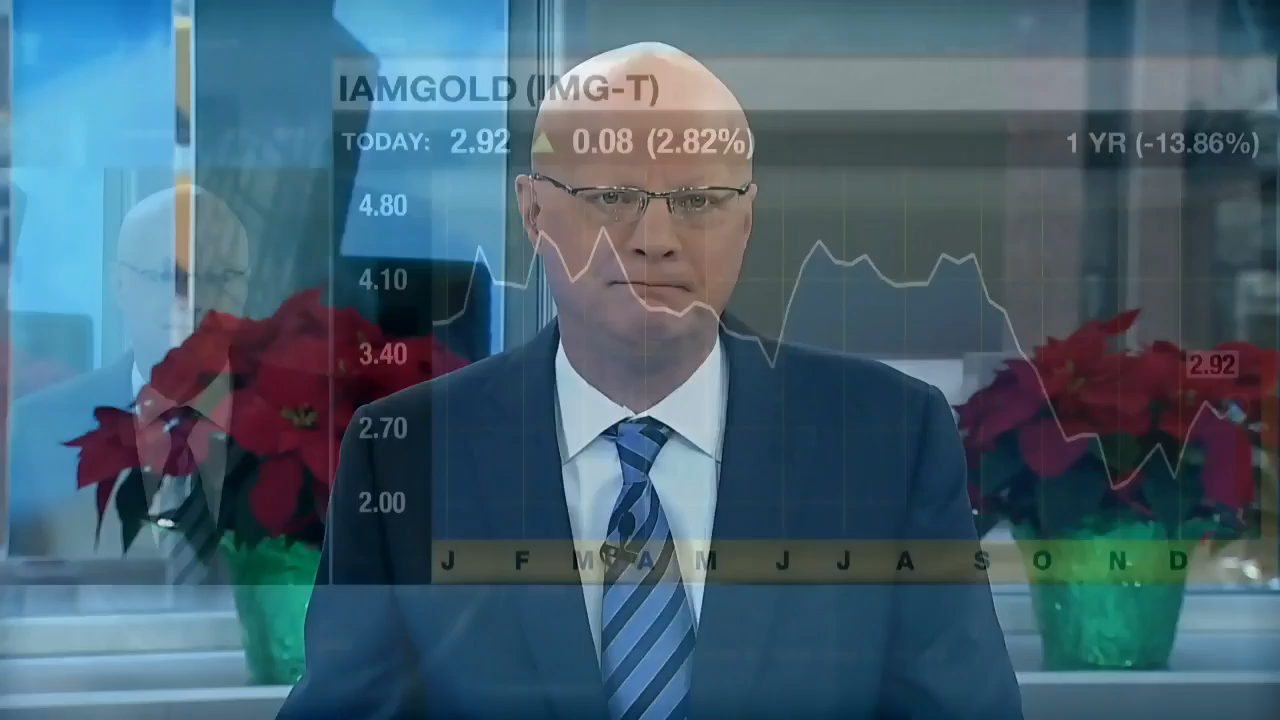 IAMGOLD (IMG-T)
TODAY: 2.92 ▲ 0.08 (2.82%) 1 YR (-13.86%)
4.80
4.10
3.40
2.92
2.70
2.00
J F M A M J J A S O N D